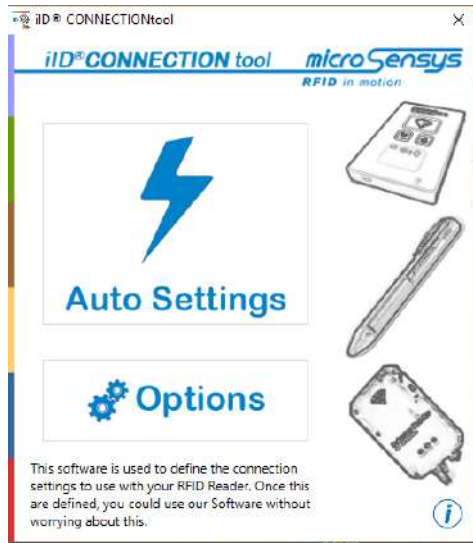 iID® CONNECTIONtool
iID®CONNECTION tool
microSensys
RFID in motion
Auto Settings
Options
This software is used to define the connection
settings to use with your RFID Reader. Once this
are defined, you could use our Software without
worrying about this.
i